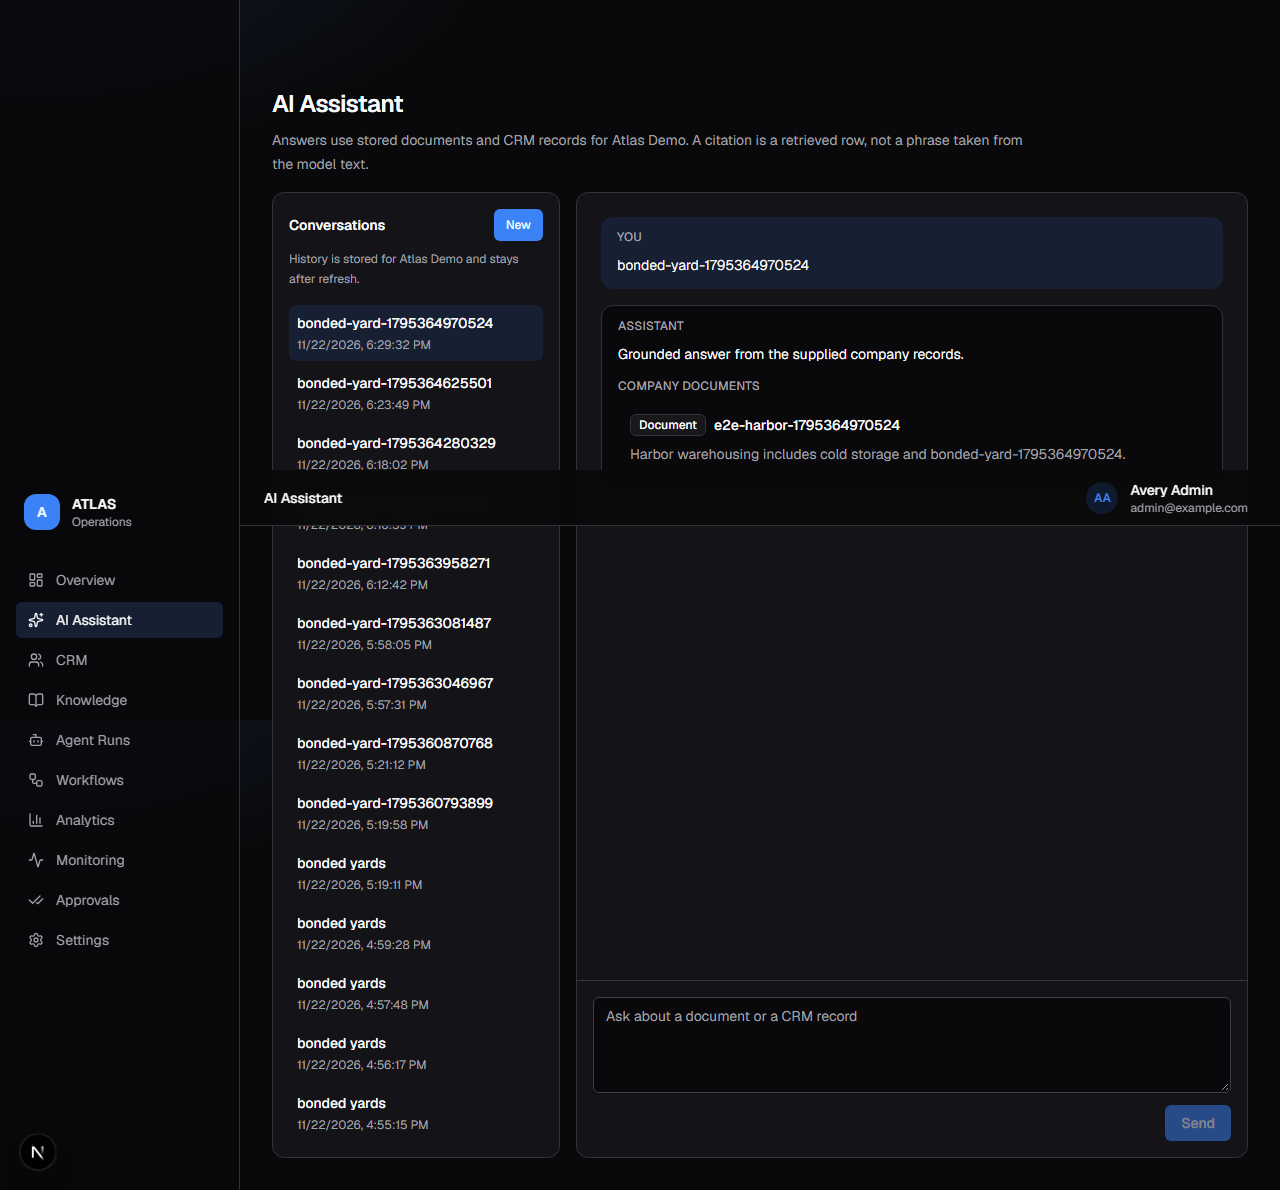 AI Assistant
Answers use stored documents and CRM records for Atlas Demo. A citation is a retrieved row, not a phrase taken from
the model text.
Conversations
New
History is stored for Atlas Demo and stays
after refresh.
bonded-yard-1795364970524
11/22/2026, 6:29:32 PM
bonded-yard-1795364625501
11/22/2026, 6:23:49 PM
bonded-yard-1795364280329
11/22/2026, 6:18:02 PM
YOU
bonded-yard-1795364970524
ASSISTANT
Grounded answer from the supplied company records.
COMPANY DOCUMENTS
Document e2e-harbor-1795364970524
Harbor warehousing includes cold storage and bonded-yard-1795364970524.
A
ATLAS
Operations
AI Assistant
AA
Avery Admin
admin@example.com
Overview
AI Assistant
CRM
Knowledge
Agent Runs
Workflows
Analytics
Monitoring
Approvals
Settings
bonded-yard-1795363958271
11/22/2026, 6:12:42 PM
bonded-yard-1795363081487
11/22/2026, 5:58:05 PM
bonded-yard-1795363046967
11/22/2026, 5:57:31 PM
bonded-yard-1795360870768
11/22/2026, 5:21:12 PM
bonded-yard-1795360793899
11/22/2026, 5:19:58 PM
bonded yards
11/22/2026, 5:19:11 PM
bonded yards
11/22/2026, 4:59:28 PM
bonded yards
11/22/2026, 4:57:48 PM
bonded yards
11/22/2026, 4:56:17 PM
bonded yards
11/22/2026, 4:55:15 PM
Ask about a document or a CRM record
Send
N